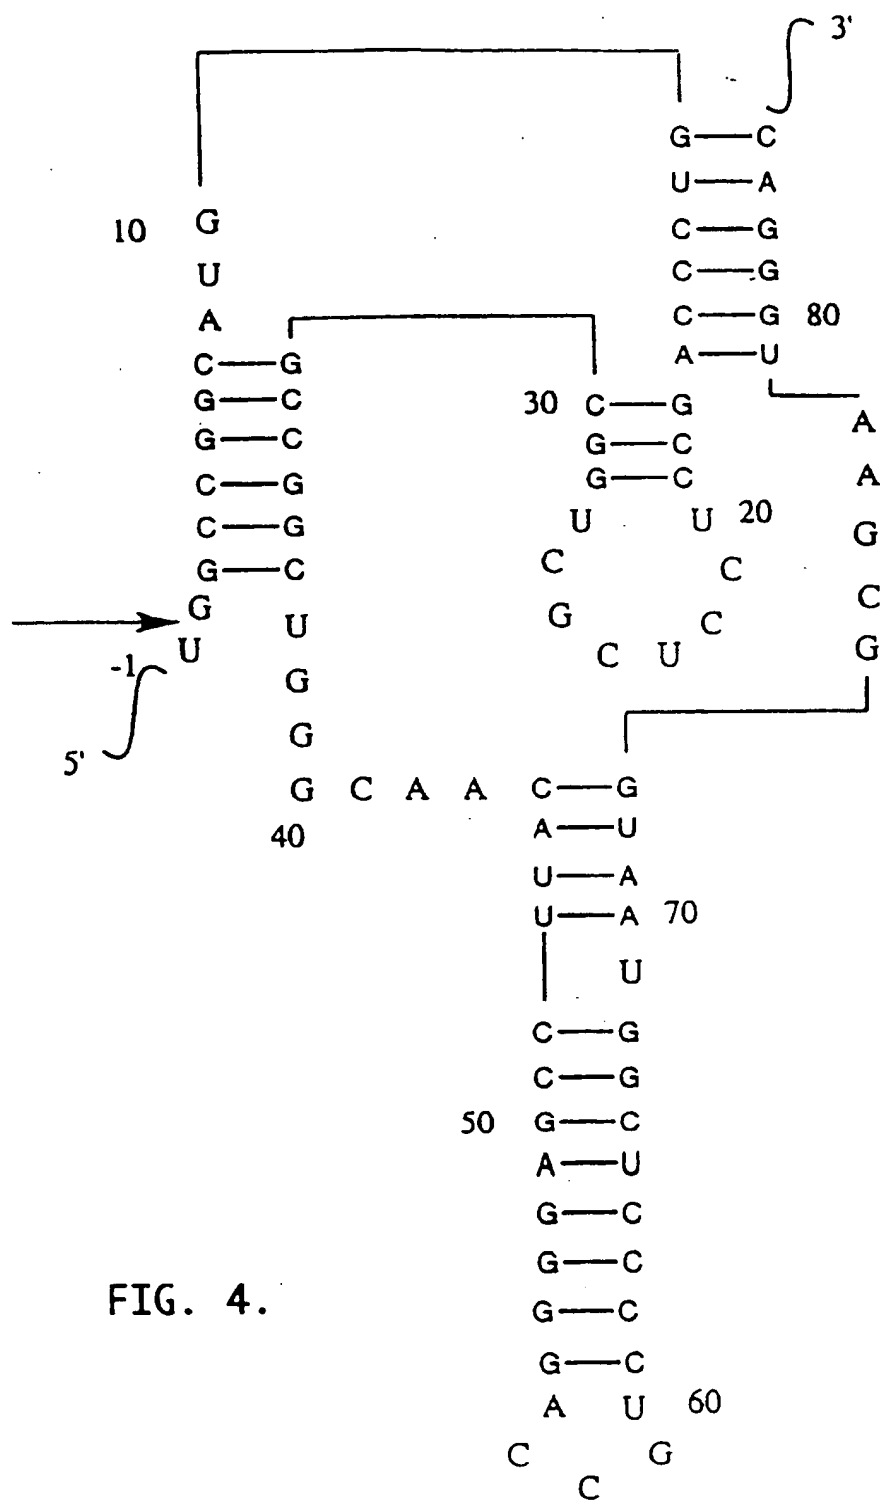 3'
G C
U A
G C G
10
U C G
A C G 80
C G A U
G C 30 C G A
G C G C A
C G G C
C G U U 20 G
G C C C C
G U G C G
U
-1 G C U
5'
G
G C A A C G
40 A U
U A
U A 70
U
C G
C G
50 G C
A U
G C
G C
G C
FIG. 4.
G C
A U 60
C G
C